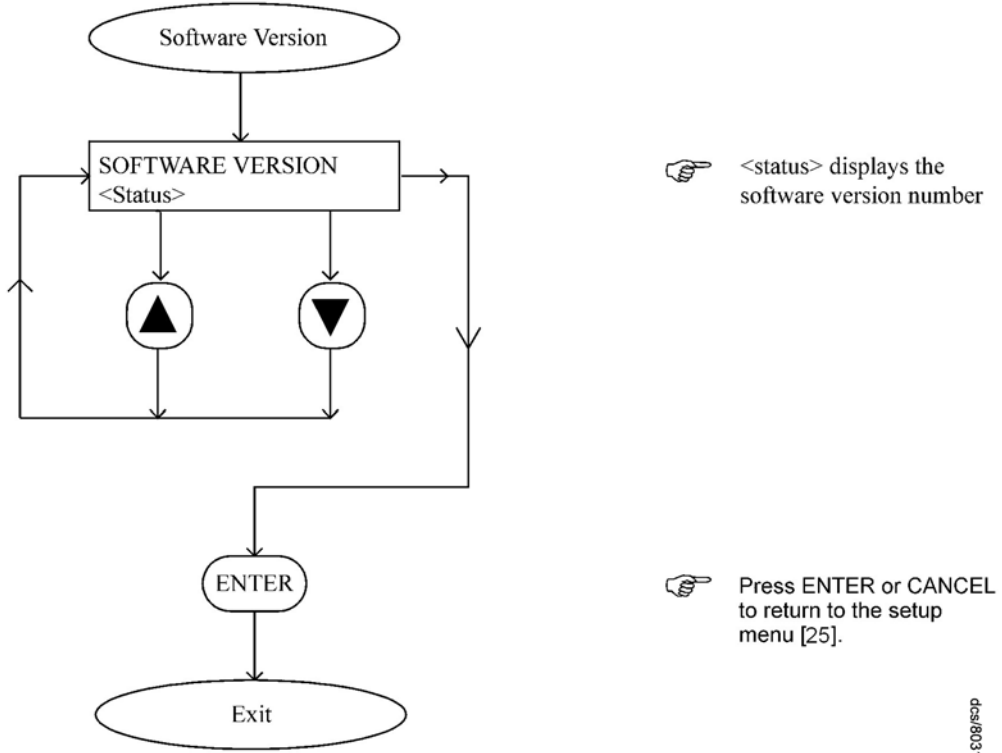 Software Version
SOFTWARE VERSION
<Status>
<status> displays the
software version number
ENTER
Press ENTER or CANCEL
to return to the setup
menu [25].
Exit